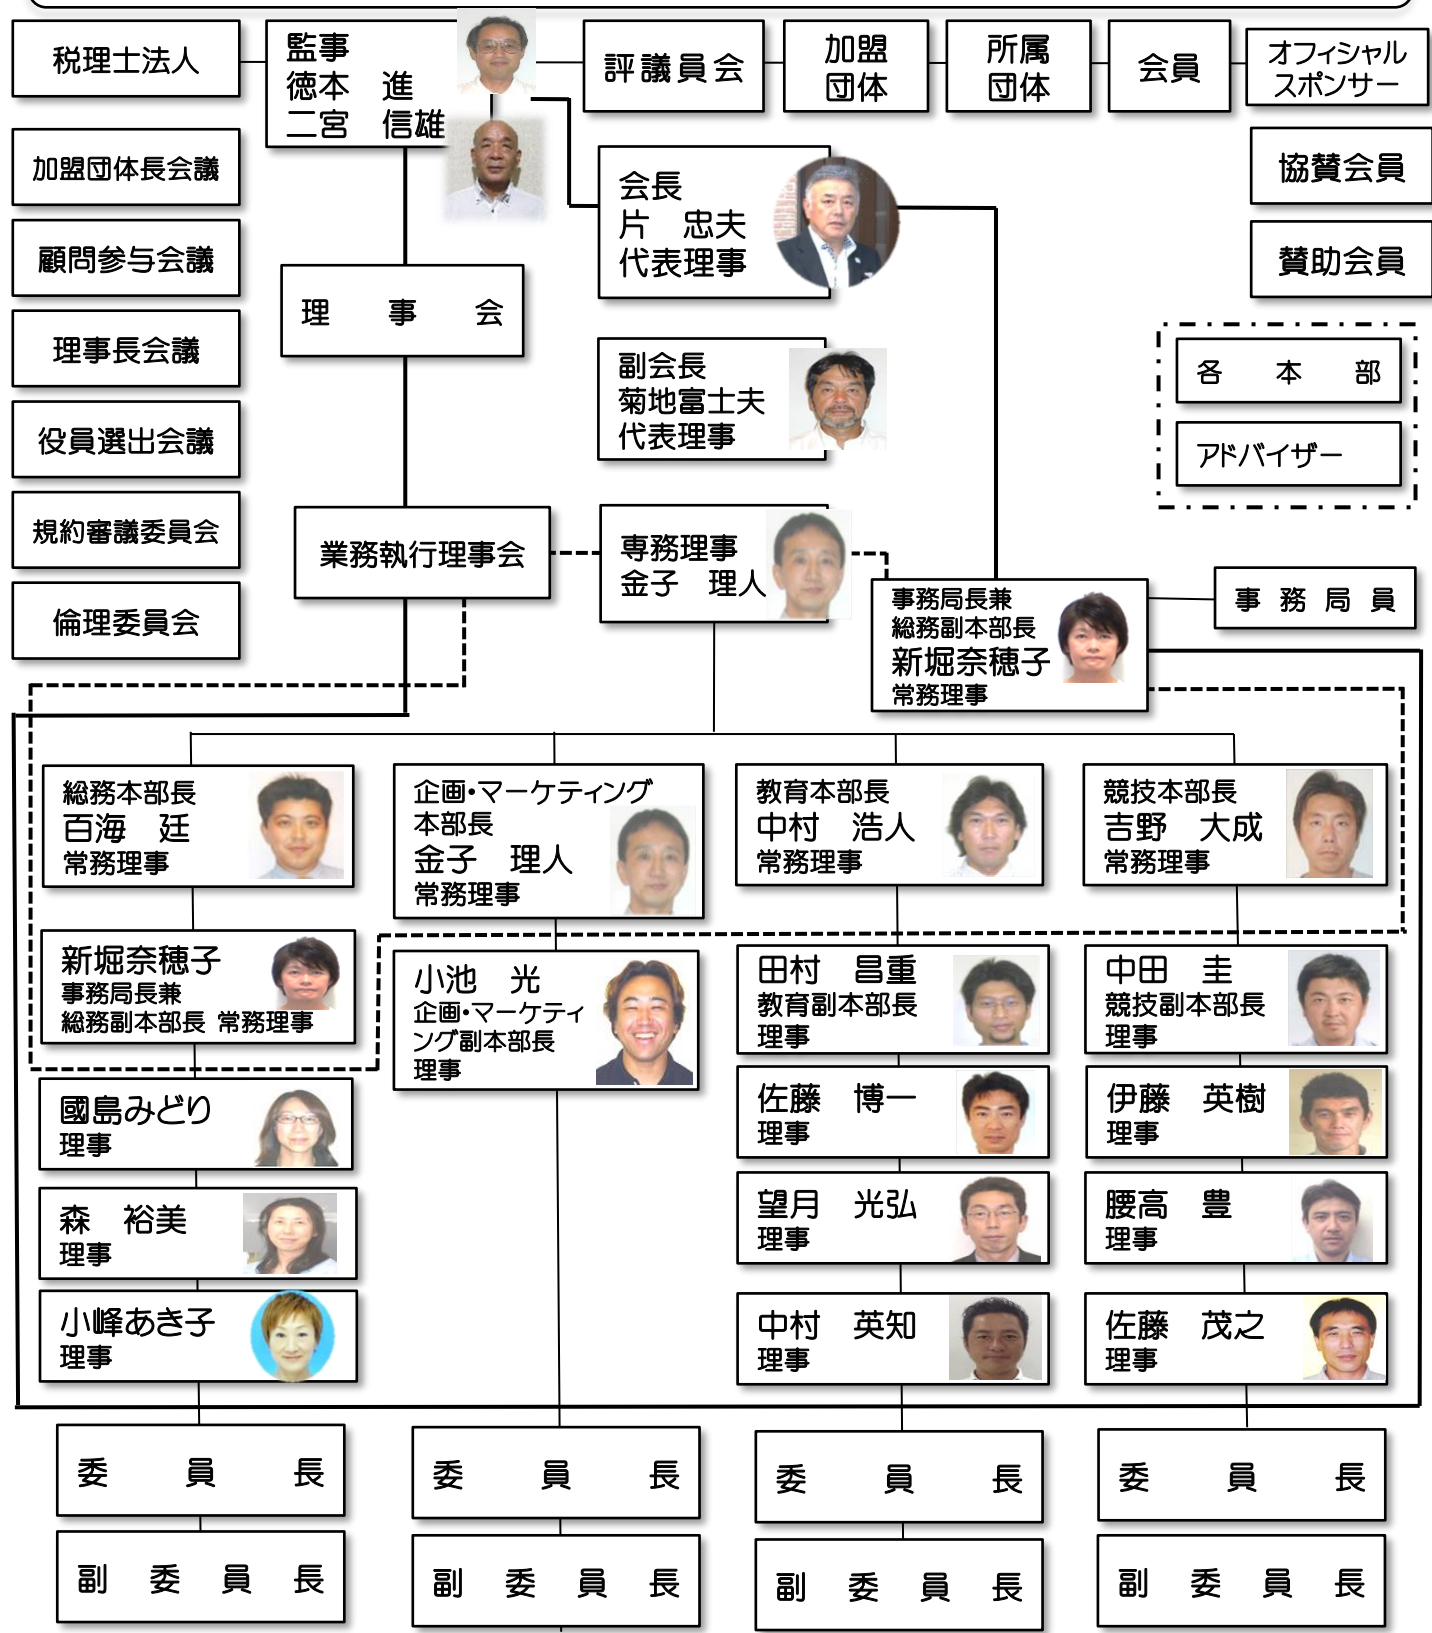 税理士法人
監事
徳本　進
二宮　信雄
評議員会
加盟
団体
所属
団体
会員
オフィシャル
スポンサー
加盟団体長会議
顧問参与会議
理事長会議
役員選出会議
規約審議委員会
倫理委員会
会長
片　忠夫
代表理事
協賛会員
賛助会員
理　事　会
副会長
菊地富士夫
代表理事
各　本　部
アドバイザー
業務執行理事会
専務理事
金子　理人
事務局長兼
総務副本部長
新堀奈穂子
常務理事
事務局員
総務本部長
百海　廷
常務理事
企画・マーケティング
本部長
金子　理人
常務理事
教育本部長
中村　浩人
常務理事
競技本部長
吉野　大成
常務理事
新堀奈穂子
事務局長兼
総務副本部長 常務理事
小池　光
企画・マーケティ
ング副本部長
理事
田村　昌重
教育副本部長
理事
中田　圭
競技副本部長
理事
國島みどり
理事
佐藤　博一
理事
伊藤　英樹
理事
森　裕美
理事
望月　光弘
理事
腰高　豊
理事
小峰あき子
理事
中村　英知
理事
佐藤　茂之
理事
委　員　長
委　員　長
委　員　長
委　員　長
副　委　員　長
副　委　員　長
副　委　員　長
副　委　員　長